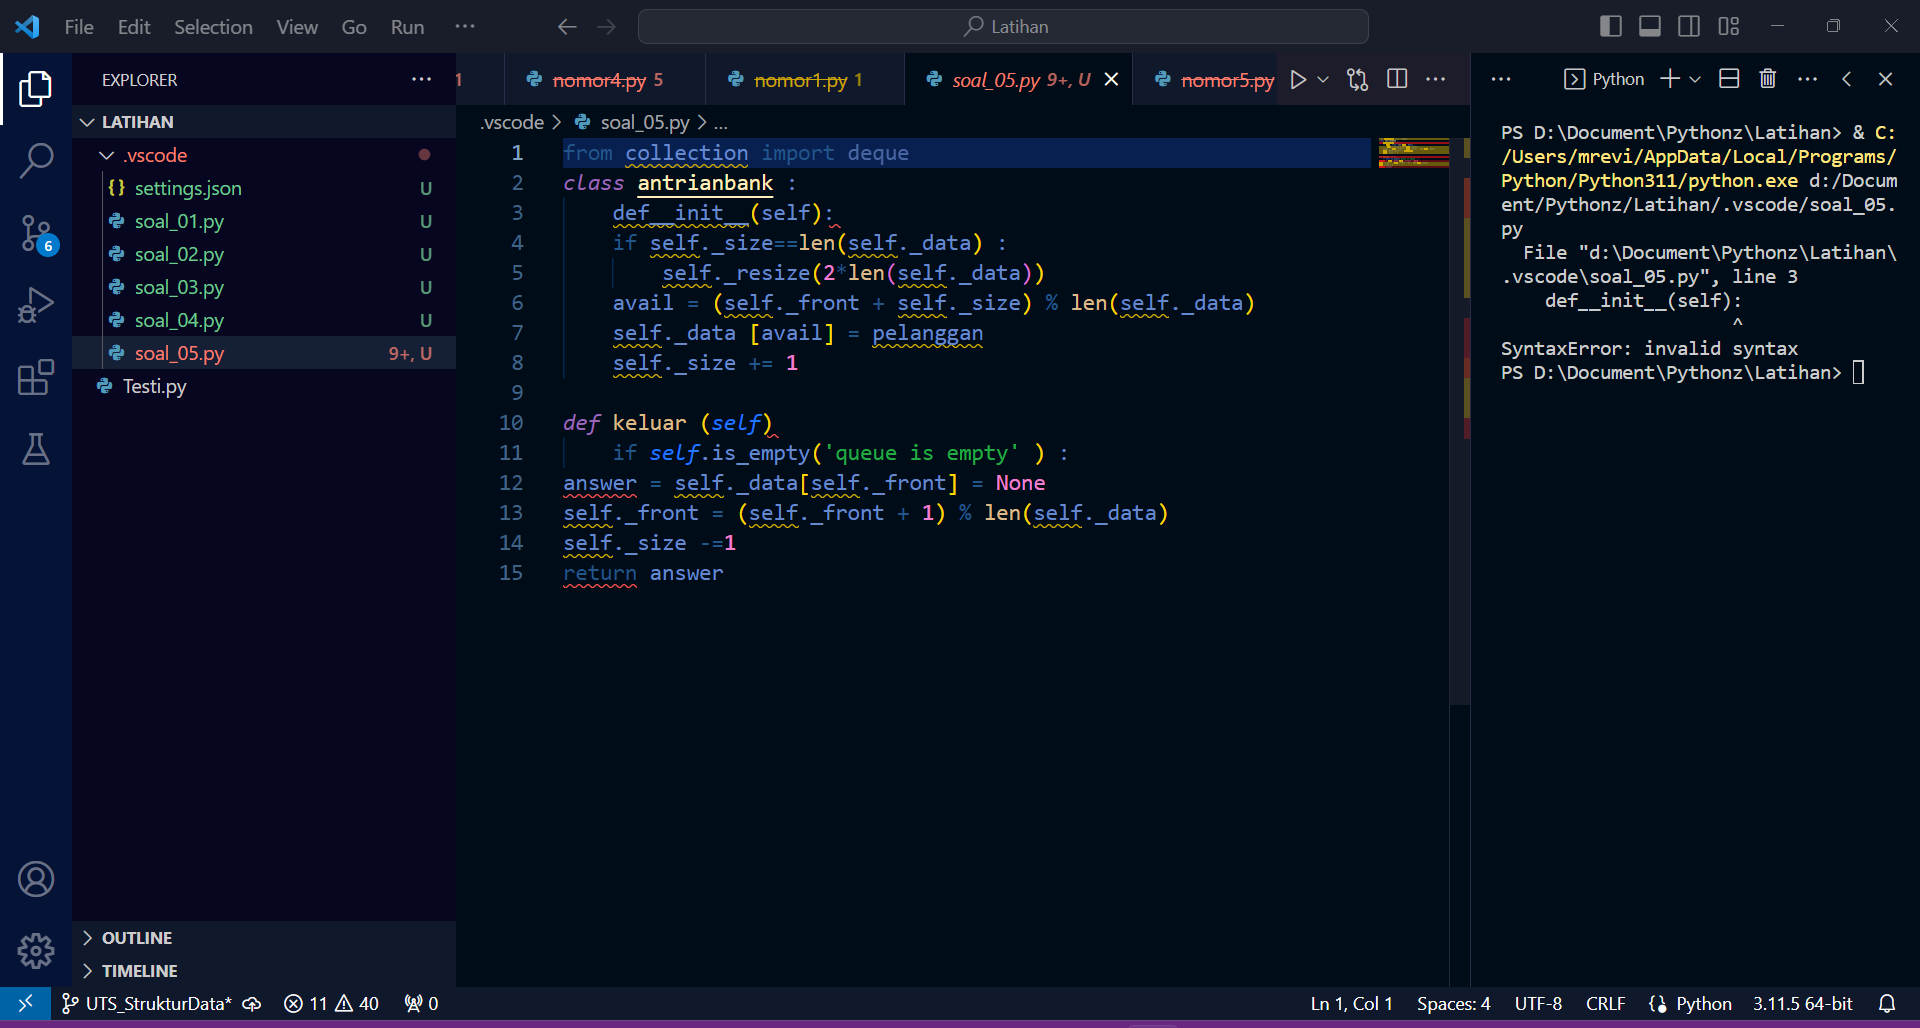 File Edit Selection View Go Run ···
Latihan
EXPLORER ···
LATIHAN
.vscode
{} settings.json U
soal_01.py U
soal_02.py U
soal_03.py U
soal_04.py U
soal_05.py 9+, U
Testi.py
OUTLINE
TIMELINE
1 nomor4.py 5 nomor1.py 1 soal_05.py 9+, U nomor5.py ···
.vscode > soal_05.py > ...
1 from collection import deque
2 class antrianbank :
3 def__init__(self):
4 if self._size==len(self._data) :
5 self._resize(2*len(self._data))
6 avail = (self._front + self._size) % len(self._data)
7 self._data [avail] = pelanggan
8 self._size += 1
9
10 def keluar (self)
11 if self.is_empty('queue is empty' ) :
12 answer = self._data[self._front] = None
13 self._front = (self._front + 1) % len(self._data)
14 self._size -=1
15 return answer
··· Python ···
PS D:\Document\Pythonz\Latihan> & C:
/Users/mrevi/AppData/Local/Programs/
Python/Python311/python.exe d:/Docum
ent/Pythonz/Latihan/.vscode/soal_05.
py
File "d:\Document\Pythonz\Latihan\
.vscode\soal_05.py", line 3
def__init__(self):
^
SyntaxError: invalid syntax
PS D:\Document\Pythonz\Latihan>
6
UTS_StrukturData* 11 40 0
Ln 1, Col 1 Spaces: 4 UTF-8 CRLF Python 3.11.5 64-bit